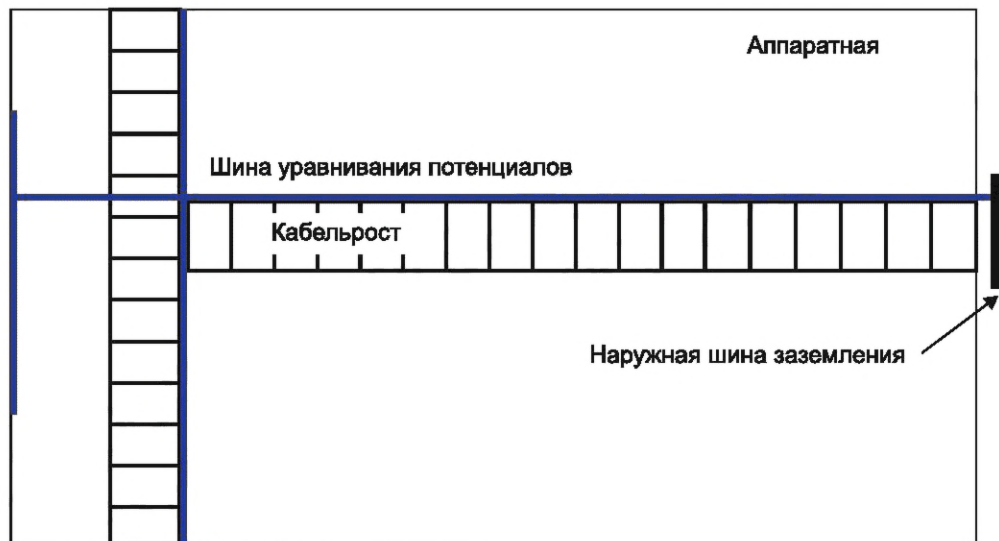 Аппаратная
Шина уравнивания потенциалов
Кабельрост
Наружная шина заземления